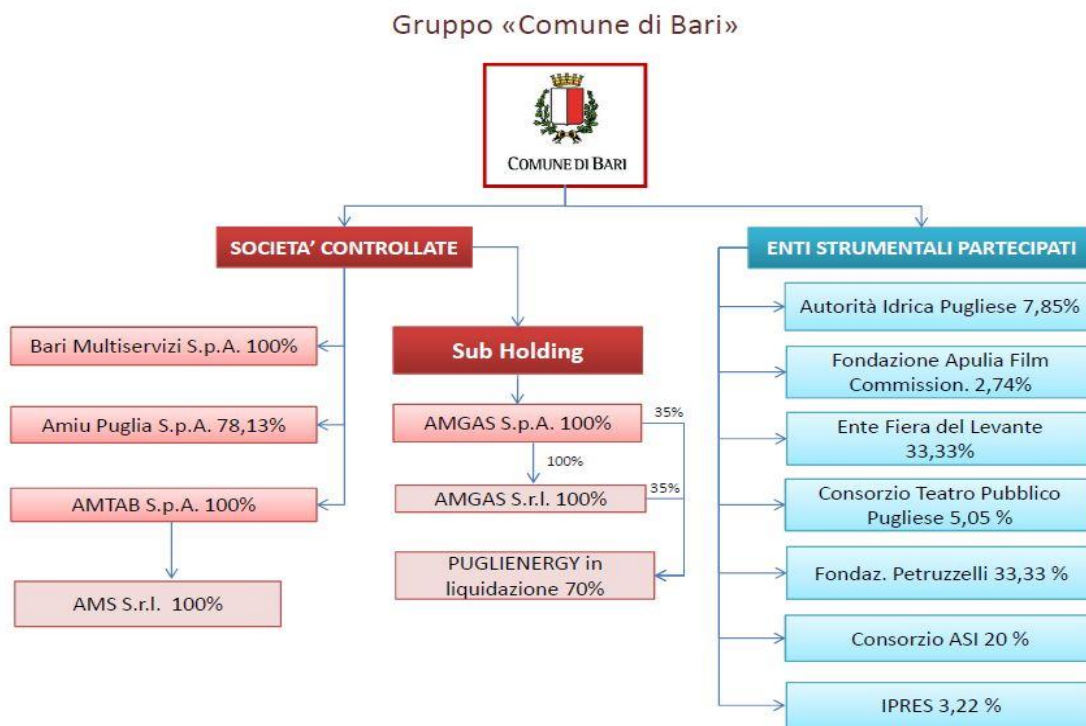 Gruppo «Comune di Bari»
COMUNE DI BARI
SOCIETA’ CONTROLLATE
Bari Multiservizi S.p.A. 100%
Amiu Puglia S.p.A. 78,13%
AMTAB S.p.A. 100%
AMS S.r.l. 100%
Sub Holding
AMGAS S.p.A. 100%
35%
100%
AMGAS S.r.l. 100%
35%
PUGLIENERGY in
liquidazione 70%
ENTI STRUMENTALI PARTECIPATI
Autorità Idrica Pugliese 7,85%
Fondazione Apulia Film
Commission. 2,74%
Ente Fiera del Levante
33,33%
Consorzio Teatro Pubblico
Pugliese 5,05 %
Fondaz. Petruzzelli 33,33 %
Consorzio ASI 20 %
IPRES 3,22 %